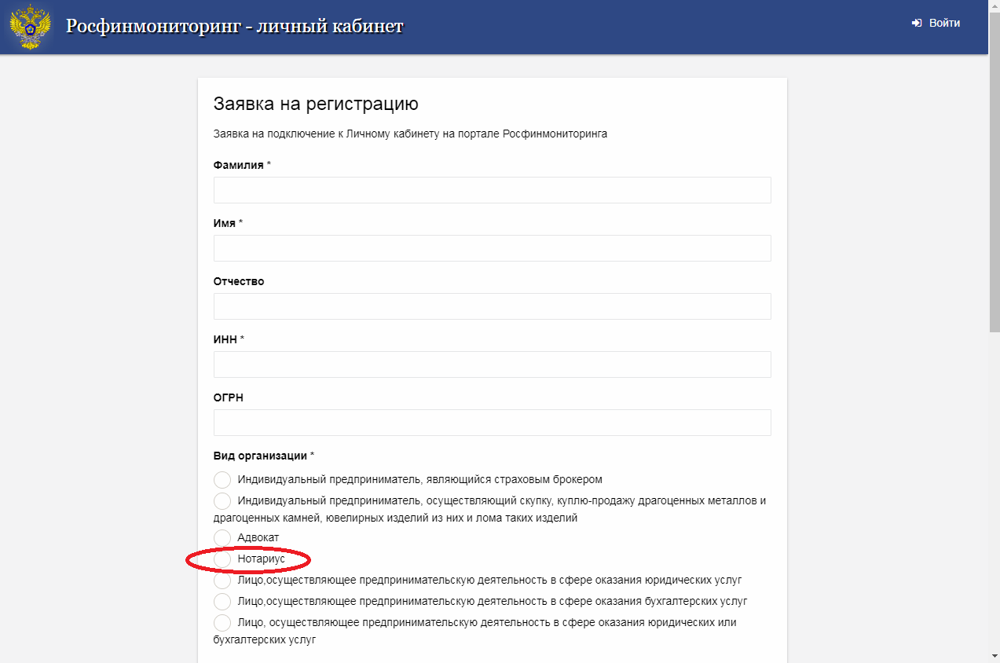 Росфинмониторинг - личный кабинет
Войти
Заявка на регистрацию
Заявка на подключение к Личному кабинету на портале Росфинмониторинга
Фамилия *
Имя *
Отчество
ИНН *
ОГРН
Вид организации *
Индивидуальный предприниматель, являющийся страховым брокером
Индивидуальный предприниматель, осуществляющий скупку, куплю-продажу драгоценных металлов и
драгоценных камней, ювелирных изделий из них и лома таких изделий
Адвокат
Нотариус
Лицо,осуществляющее предпринимательскую деятельность в сфере оказания юридических услуг
Лицо,осуществляющее предпринимательскую деятельность в сфере оказания бухгалтерских услуг
Лицо, осуществляющее предпринимательскую деятельность в сфере оказания юридических или
бухгалтерских услуг